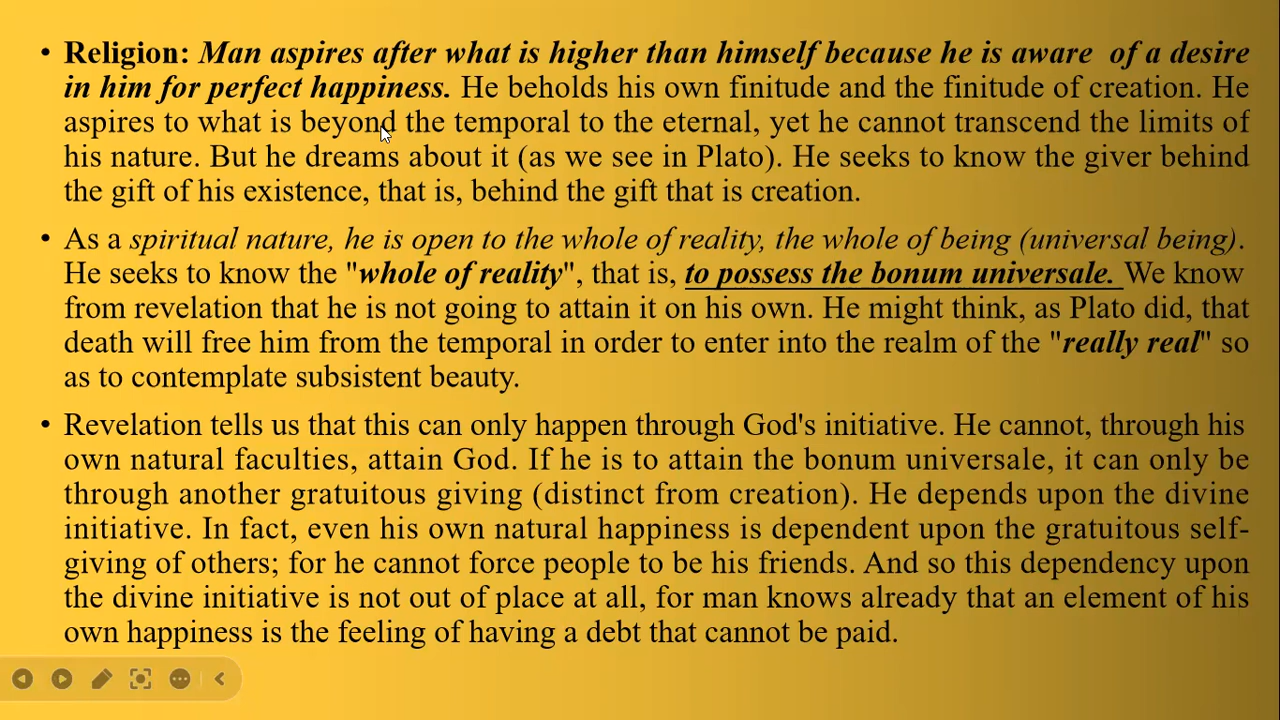 • Religion: Man aspires after what is higher than himself because he is aware of a desire
in him for perfect happiness. He beholds his own finitude and the finitude of creation. He
aspires to what is beyond the temporal to the eternal, yet he cannot transcend the limits of
his nature. But he dreams about it (as we see in Plato). He seeks to know the giver behind
the gift of his existence, that is, behind the gift that is creation.
• As a spiritual nature, he is open to the whole of reality, the whole of being (universal being).
He seeks to know the "whole of reality", that is, to possess the bonum universale. We know
from revelation that he is not going to attain it on his own. He might think, as Plato did, that
death will free him from the temporal in order to enter into the realm of the "really real" so
as to contemplate subsistent beauty.
• Revelation tells us that this can only happen through God's initiative. He cannot, through his
own natural faculties, attain God. If he is to attain the bonum universale, it can only be
through another gratuitous giving (distinct from creation). He depends upon the divine
initiative. In fact, even his own natural happiness is dependent upon the gratuitous self-
giving of others; for he cannot force people to be his friends. And so this dependency upon
the divine initiative is not out of place at all, for man knows already that an element of his
own happiness is the feeling of having a debt that cannot be paid.